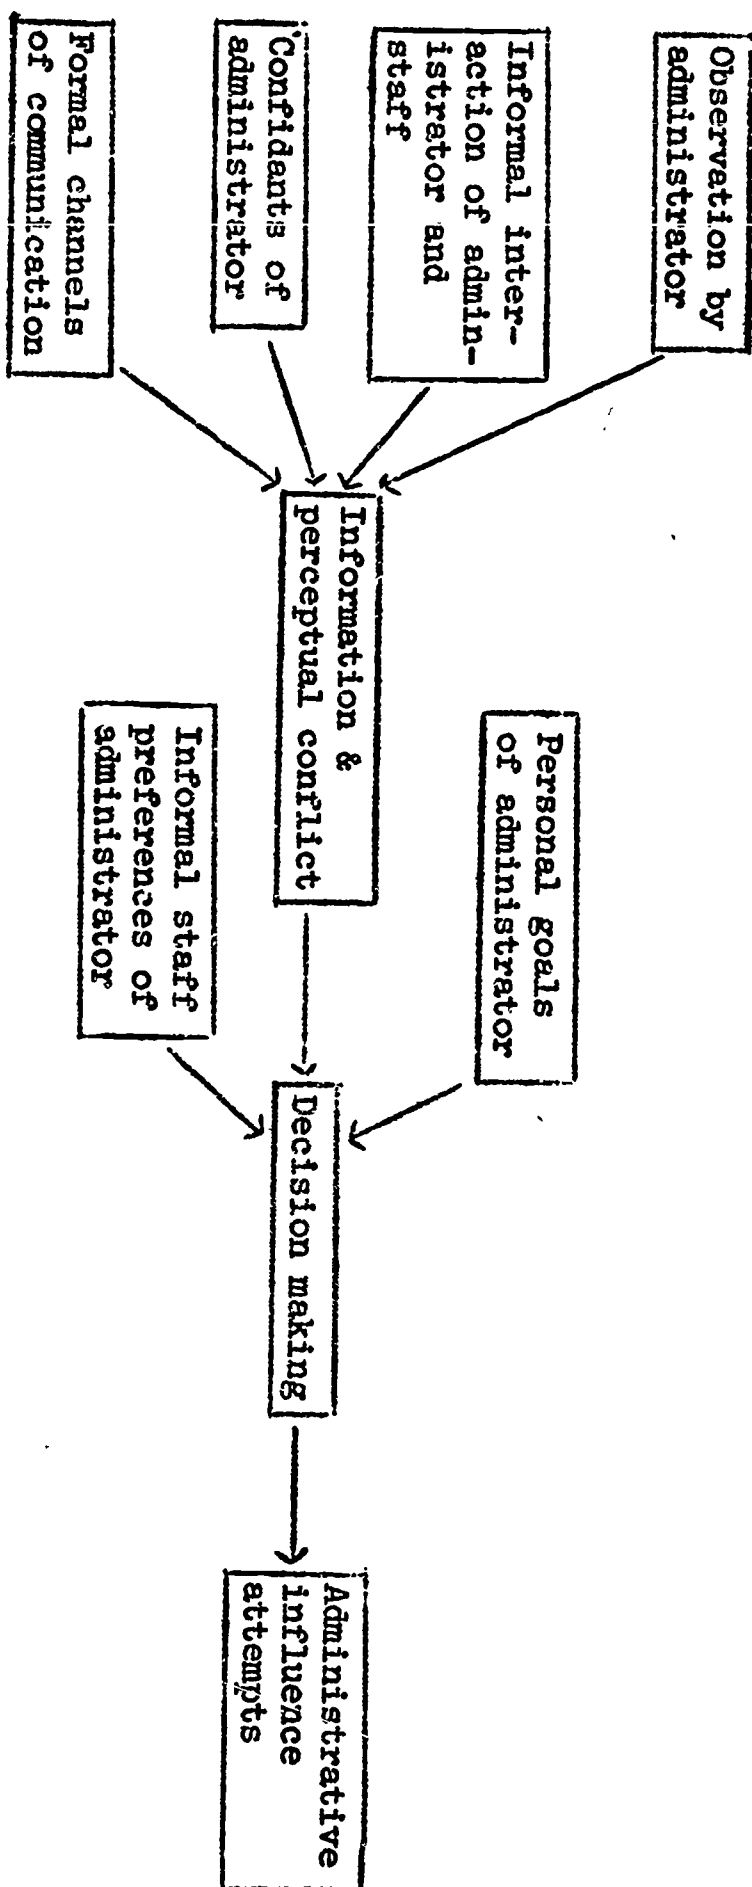 Observation by
administrator
Informal inter-
action of admin-
istrator and
staff
Confidants of
administrator
Formal channels
of communication
Information &
perceptual conflict
Personal goals
of administrator
Informal staff
preferences of
administrator
Decision making
Administrative
influence
attempts